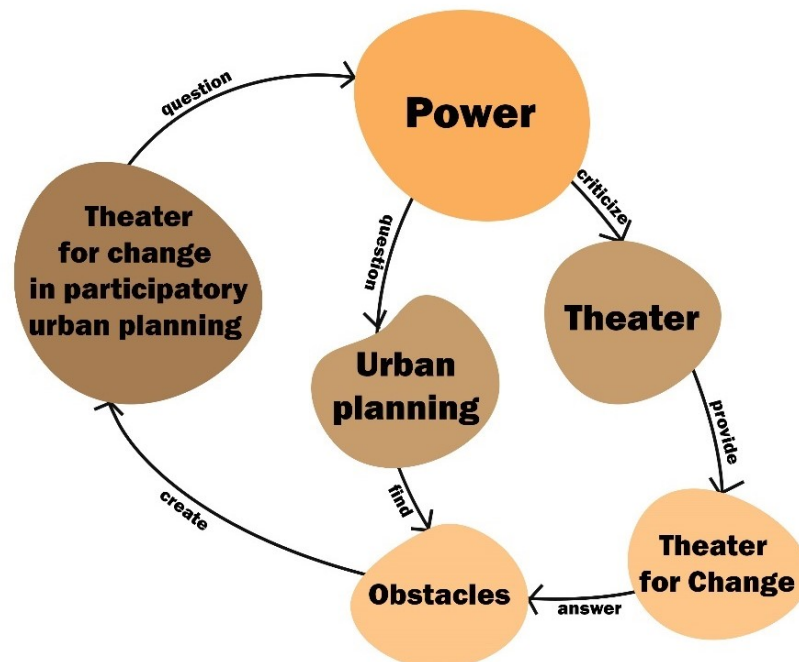 Power
question
criticize
question
Theater
for change
in participatory
urban planning
Theater
Urban
planning
provide
find
create
Theater
for Change
Obstacles
answer